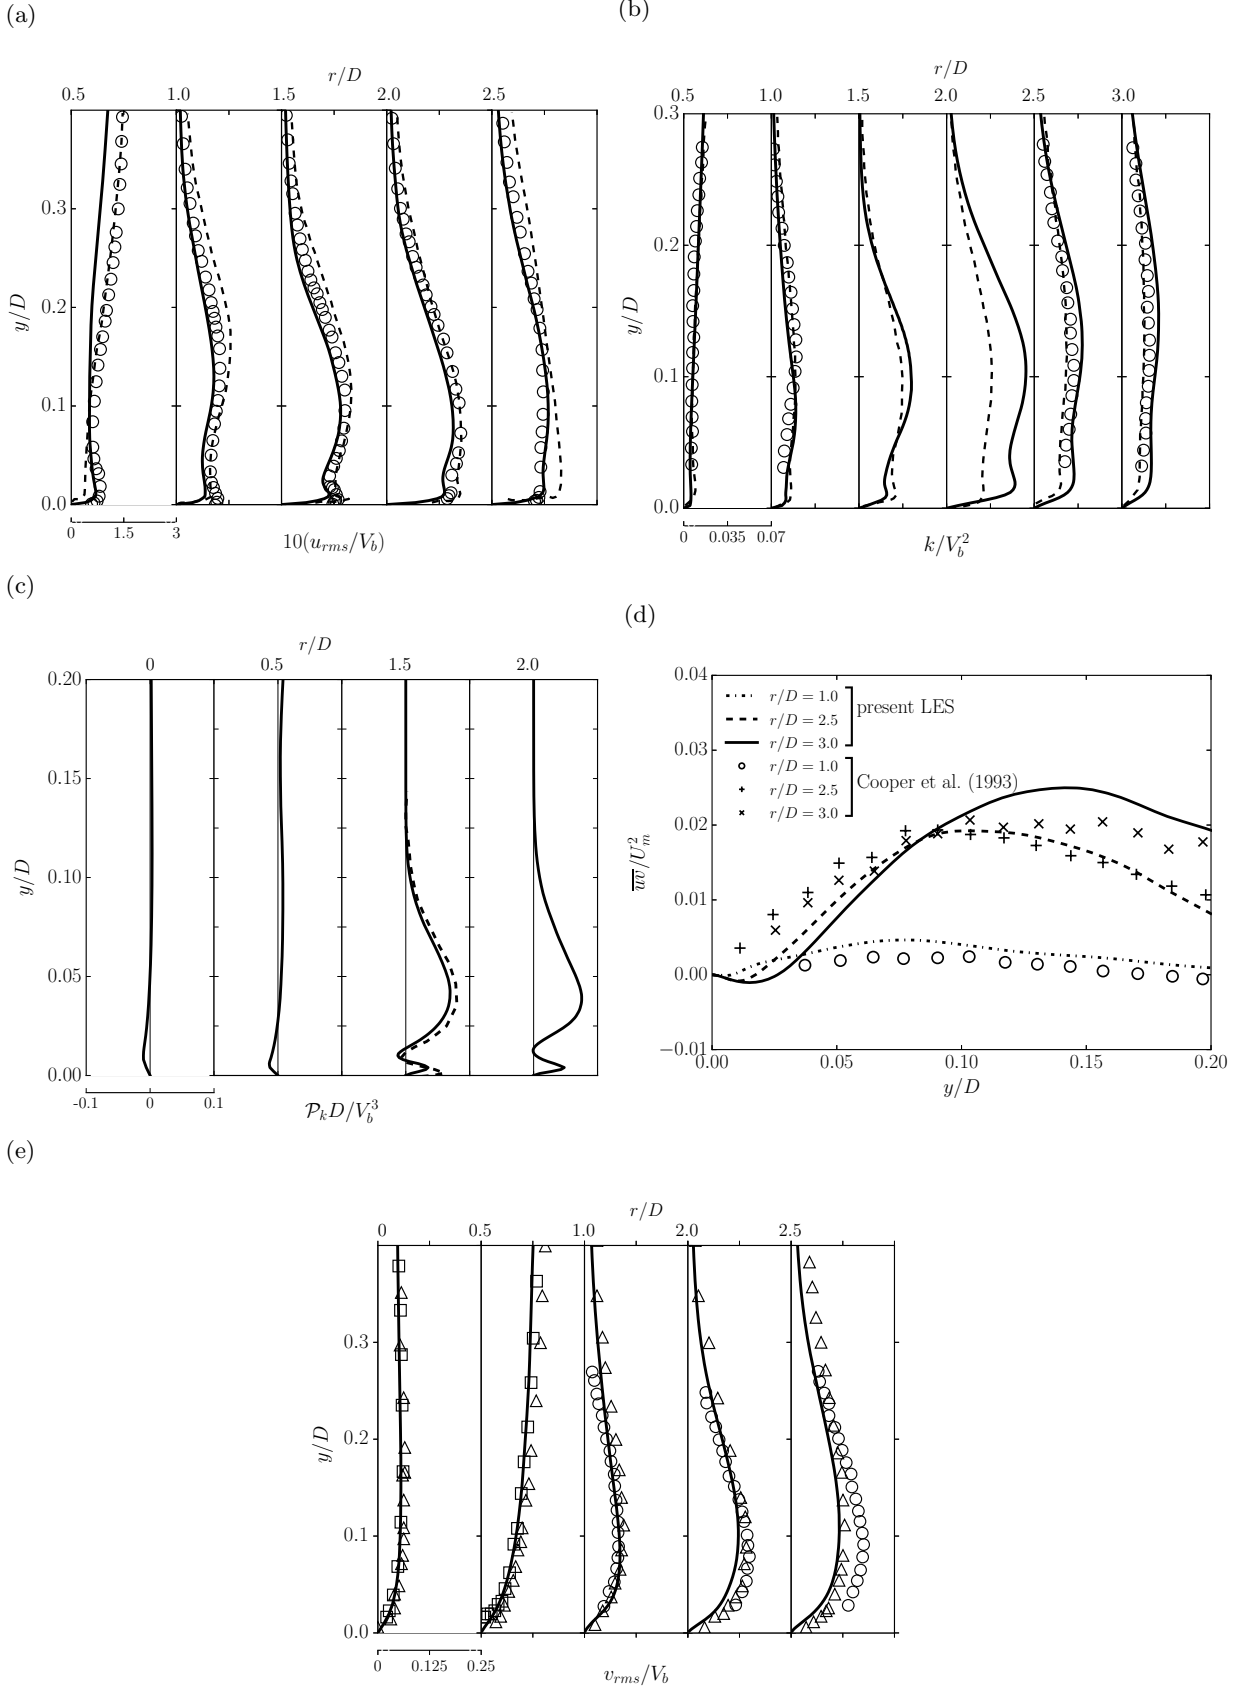 (a)
r/D
0.5 1.0 1.5 2.0 2.5
y/D
0.3
0.2
0.1
0.0
0 1.5 3
10(u_rms/V_b)
(b)
r/D
0.5 1.0 1.5 2.0 2.5 3.0
y/D
0.3
0.2
0.1
0.0
0 0.035 0.07
k/V_b^2
(c)
r/D
0 0.5 1.5 2.0
y/D
0.20
0.15
0.10
0.05
0.00
-0.1 0 0.1
𝒫_kD/V_b^3
(d)
0.04
0.03
0.02
0.01
0.00
−0.01
u̅v̅/U_m^2
r/D = 1.0
r/D = 2.5
r/D = 3.0
present LES
r/D = 1.0
r/D = 2.5
r/D = 3.0
Cooper et al. (1993)
0.00 0.05 0.10 0.15 0.20
y/D
(e)
r/D
0 0.5 1.0 2.0 2.5
y/D
0.3
0.2
0.1
0.0
0 0.125 0.25
v_rms/V_b